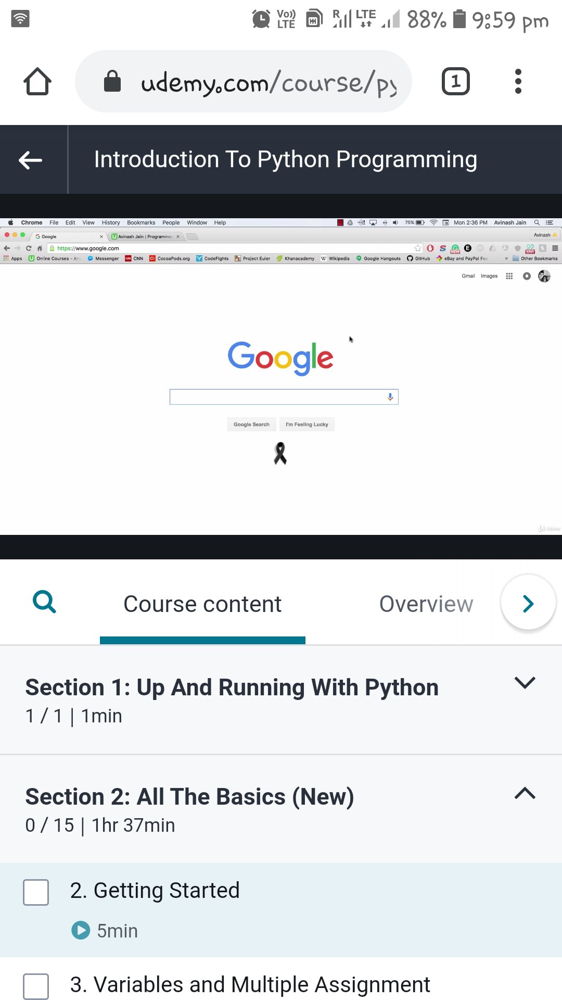 Vo)) LTE R LTE 88% 9:59 pm
udemy.com/course/py
1
Introduction To Python Programming
Chrome File Edit View History Bookmarks People Window Help 75% Mon 2:36 PM Avinash Jain
Google Avinash Jain | Programmer, Avinash
https://www.google.com
Apps Online Courses - An Messenger CNN CocoaPods.org CodeFights Project Euler Khanacademy Wikipedia Google Hangouts GitHub eBay and PayPal Fee » Other Bookmarks
Gmail Images
Google
Google Search I'm Feeling Lucky
Udemy
Course content Overview
Section 1: Up And Running With Python
1 / 1 | 1min
Section 2: All The Basics (New)
0 / 15 | 1hr 37min
2. Getting Started
5min
3. Variables and Multiple Assignment